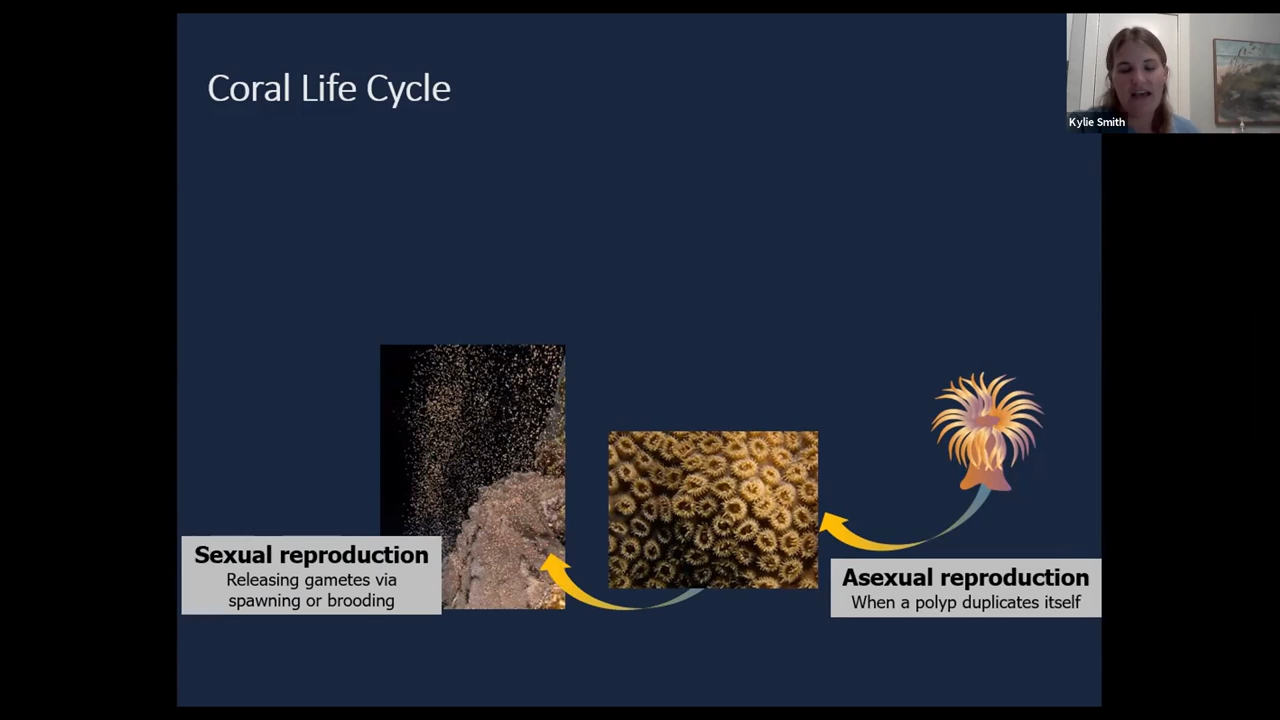 Coral Life Cycle
Kylie Smith
Sexual reproduction
Releasing gametes via
spawning or brooding
Asexual reproduction
When a polyp duplicates itself